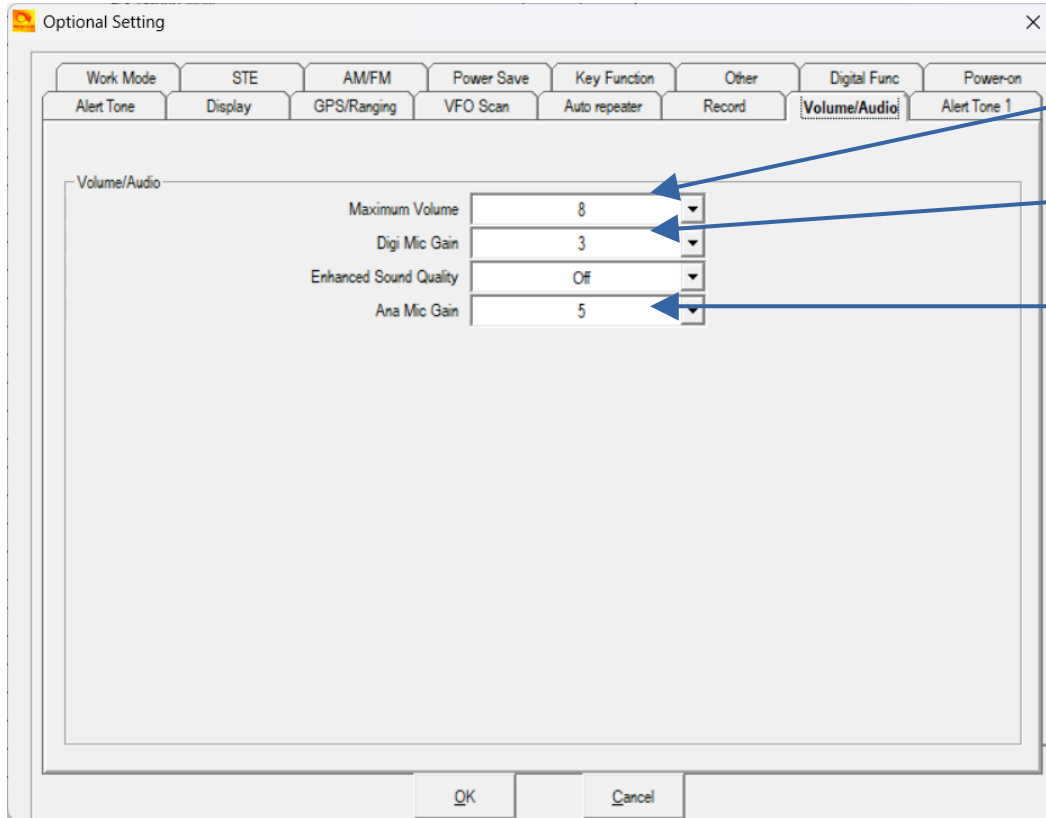 Optional Setting
Work Mode STE AM/FM Power Save Key Function Other Digital Func Power-on
Alert Tone Display GPS/Ranging VFO Scan Auto repeater Record Volume/Audio Alert Tone 1
Volume/Audio
Maximum Volume 8
Digi Mic Gain 3
Enhanced Sound Quality Off
Ana Mic Gain 5
OK Cancel